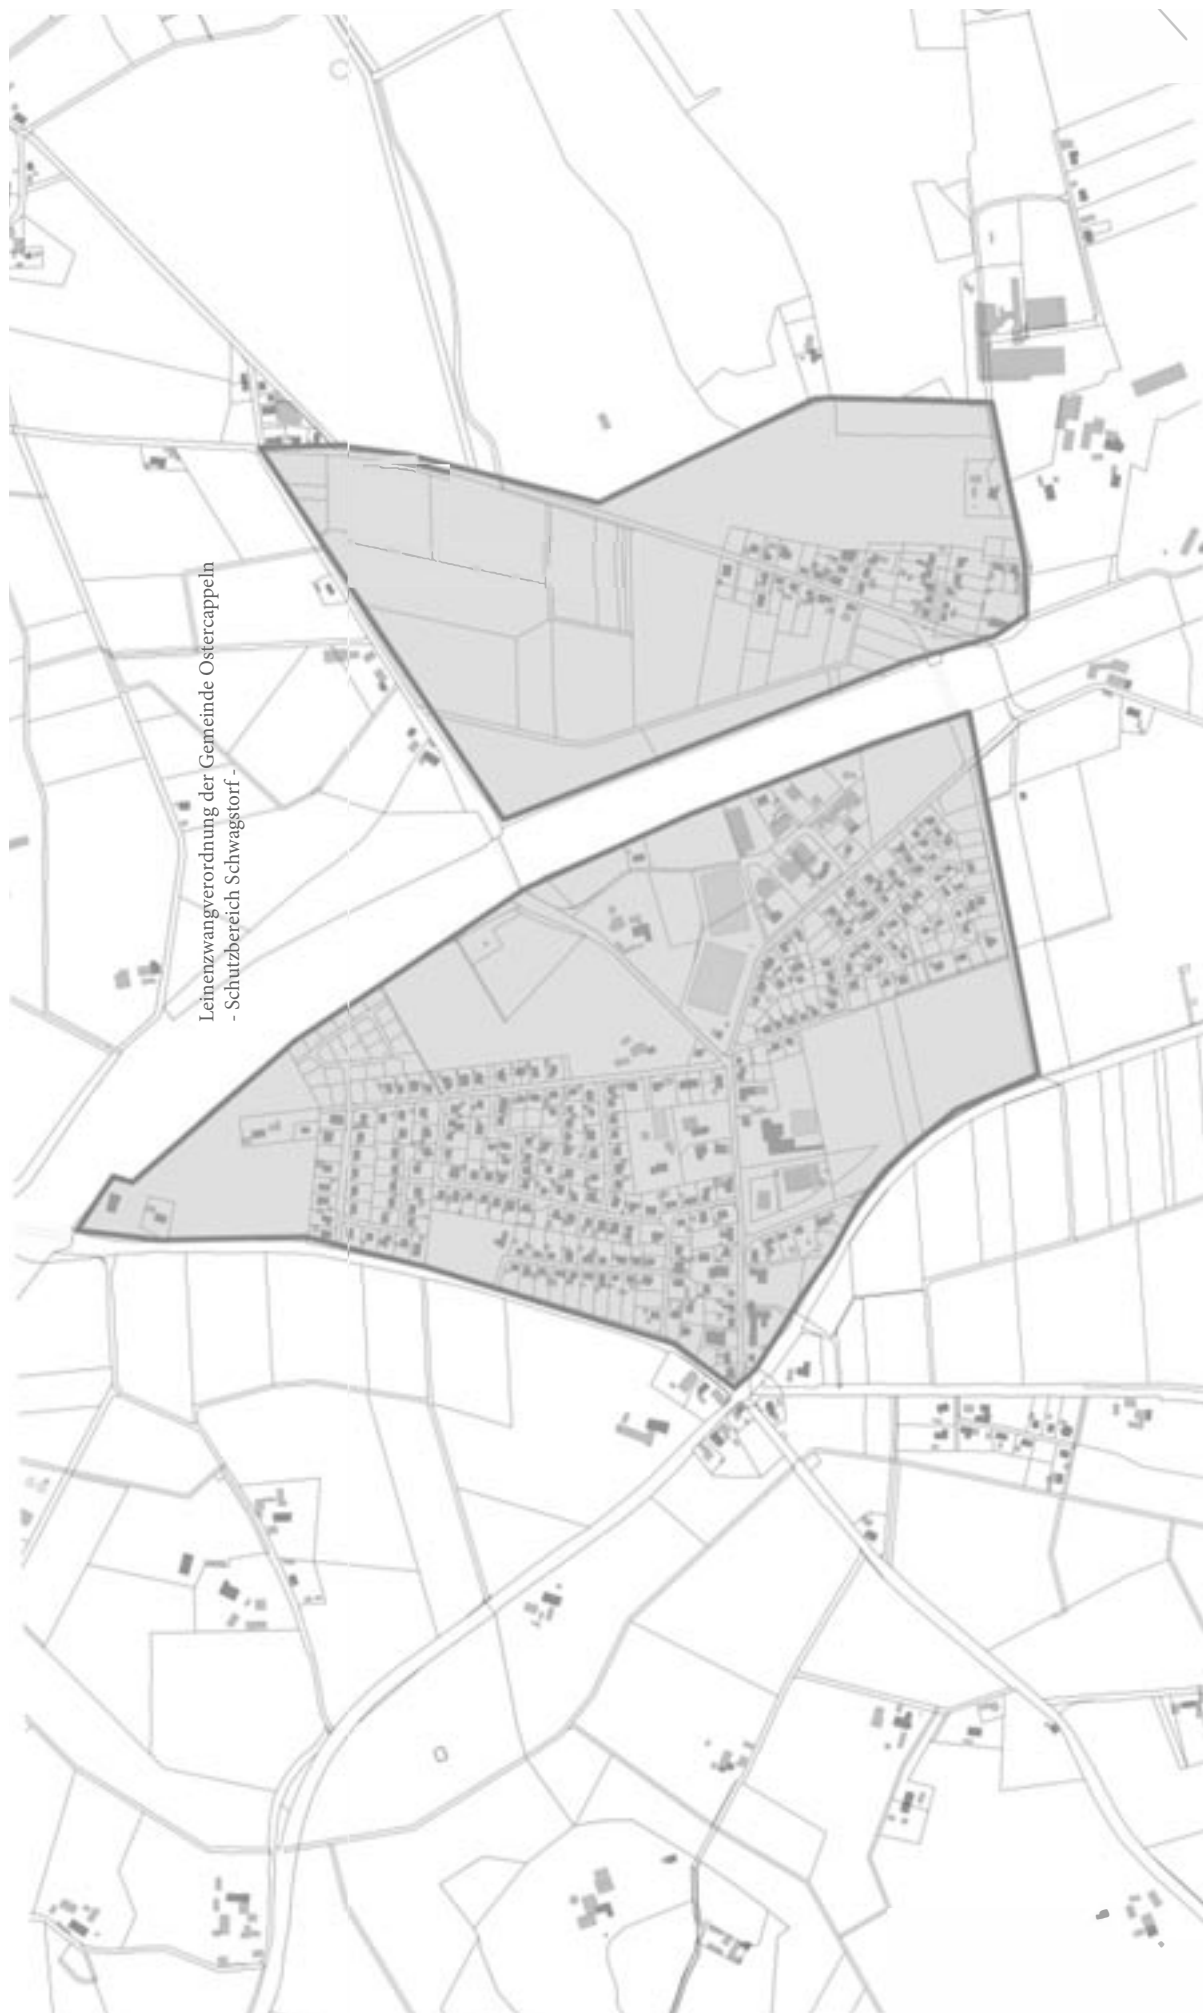 Leinenzwangverordnung der Gemeinde Ostercappeln
- Schutzbereich Schwagstorf -